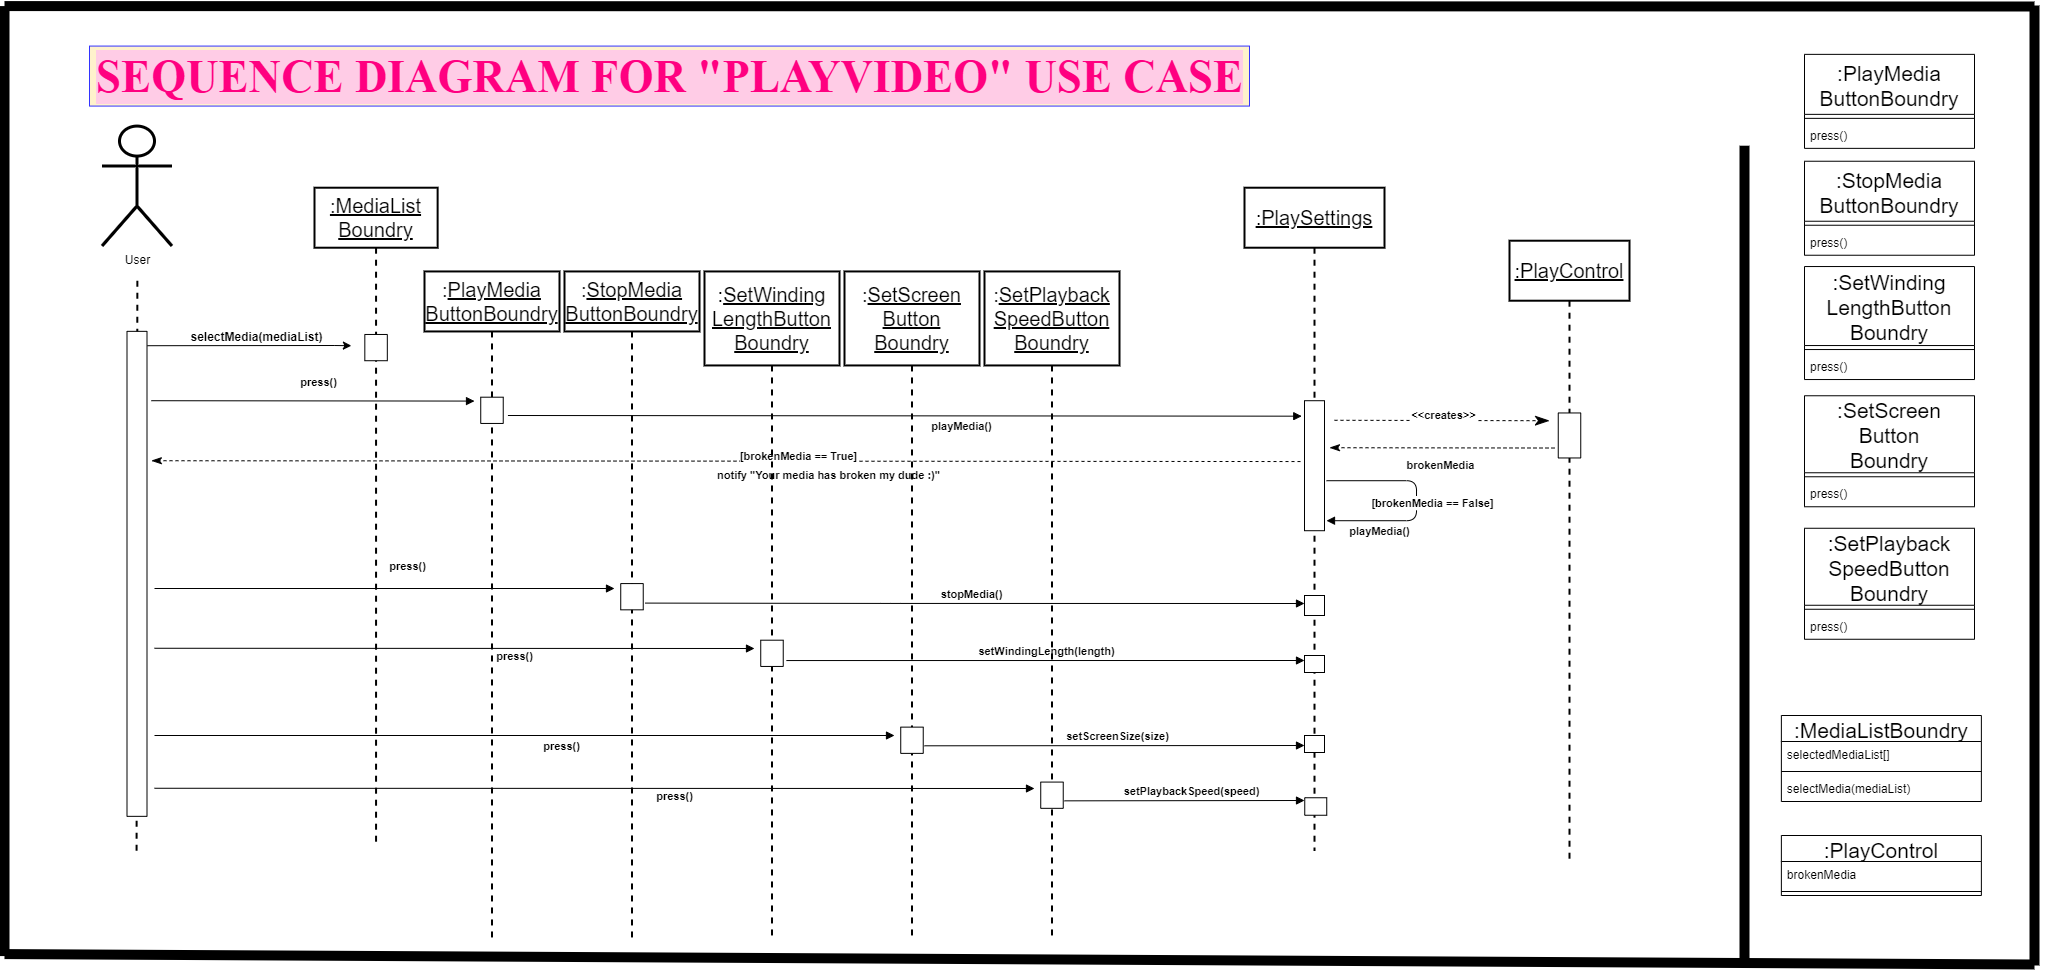 SEQUENCE DIAGRAM FOR "PLAYVIDEO" USE CASE
User
:MediaList
Boundry
:PlayMedia
ButtonBoundry
:StopMedia
ButtonBoundry
:SetWinding
LengthButton
Boundry
:SetScreen
Button
Boundry
:SetPlayback
SpeedButton
Boundry
:PlaySettings
:PlayControl
selectMedia(mediaList)
press()
playMedia()
<<creates>>
brokenMedia
[brokenMedia == True]
notify "Your media has broken my dude :)"
[brokenMedia == False]
playMedia()
press()
stopMedia()
press()
setWindingLength(length)
press()
setScreenSize(size)
press()
setPlaybackSpeed(speed)
:PlayMedia
ButtonBoundry
press()
:StopMedia
ButtonBoundry
press()
:SetWinding
LengthButton
Boundry
press()
:SetScreen
Button
Boundry
press()
:SetPlayback
SpeedButton
Boundry
press()
:MediaListBoundry
selectedMediaList[]
selectMedia(mediaList)
:PlayControl
brokenMedia